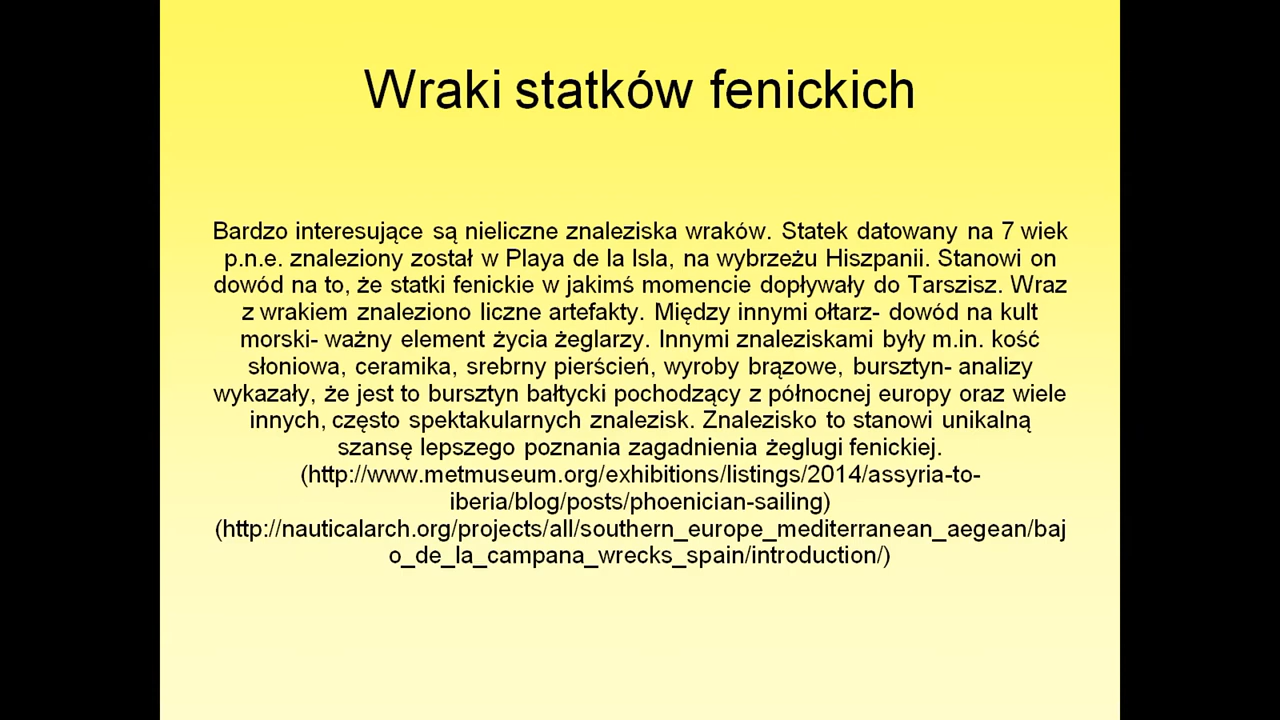 Wraki statków fenickich
Bardzo interesujące są nieliczne znaleziska wraków. Statek datowany na 7 wiek
p.n.e. znaleziony został w Playa de la Isla, na wybrzeżu Hiszpanii. Stanowi on
dowód na to, że statki fenickie w jakimś momencie dopływały do Tarszisz. Wraz
z wrakiem znaleziono liczne artefakty. Między innymi ołtarz- dowód na kult
morski- ważny element życia żeglarzy. Innymi znaleziskami były m.in. kość
słoniowa, ceramika, srebrny pierścień, wyroby brązowe, bursztyn- analizy
wykazały, że jest to bursztyn bałtycki pochodzący z północnej europy oraz wiele
innych, często spektakularnych znalezisk. Znalezisko to stanowi unikalną
szansę lepszego poznania zagadnienia żeglugi fenickiej.
(http://www.metmuseum.org/exhibitions/listings/2014/assyria-to-
iberia/blog/posts/phoenician-sailing)
(http://nauticalarch.org/projects/all/southern_europe_mediterranean_aegean/baj
o_de_la_campana_wrecks_spain/introduction/)